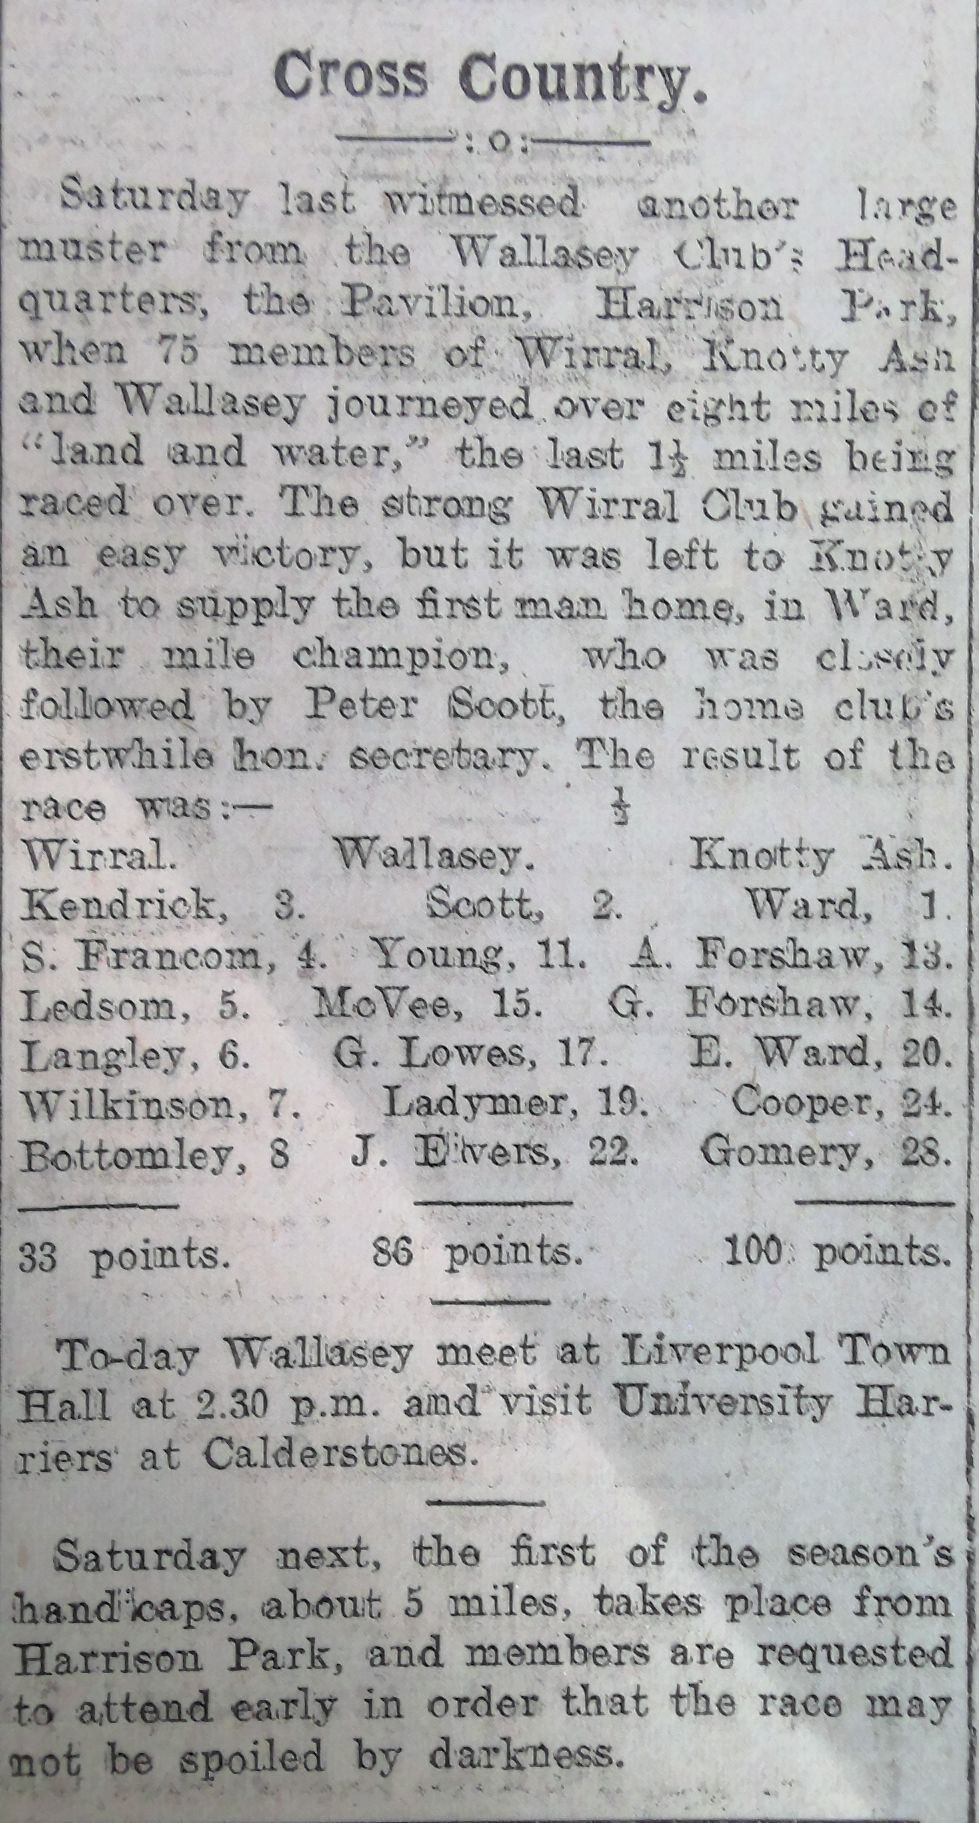 Cross Country.
:o:
Saturday last witnessed another large
muster from the Wallasey Club's Head-
quarters, the Pavilion, Harrison Park,
when 75 members of Wirral, Knotty Ash
and Wallasey journeyed over eight miles of
"land and water," the last 1½ miles being
raced over. The strong Wirral Club gained
an easy victory, but it was left to Knotty
Ash to supply the first man home, in Ward,
their mile champion, who was closely
followed by Peter Scott, the home club's
erstwhile hon. secretary. The result of the
race was:— ½
Wirral. Wallasey. Knotty Ash.
Kendrick, 3. Scott, 2. Ward, 1.
S. Francom, 4. Young, 11. A. Forshaw, 13.
Ledsom, 5. McVee, 15. G. Forshaw, 14.
Langley, 6. G. Lowes, 17. E. Ward, 20.
Wilkinson, 7. Ladymer, 19. Cooper, 24.
Bottomley, 8 J. 22. Gomery, 28.
33 points. 86 points. 100 points.
To-day Wallasey meet at Liverpool Town
Hall at 2.30 p.m. and visit University Har-
riers at Calderstones.
Saturday next, the first of the season's
handicaps, about 5 miles, takes place from
Harrison Park, and members are requested
to attend early in order that the race may
not be spoiled by darkness.